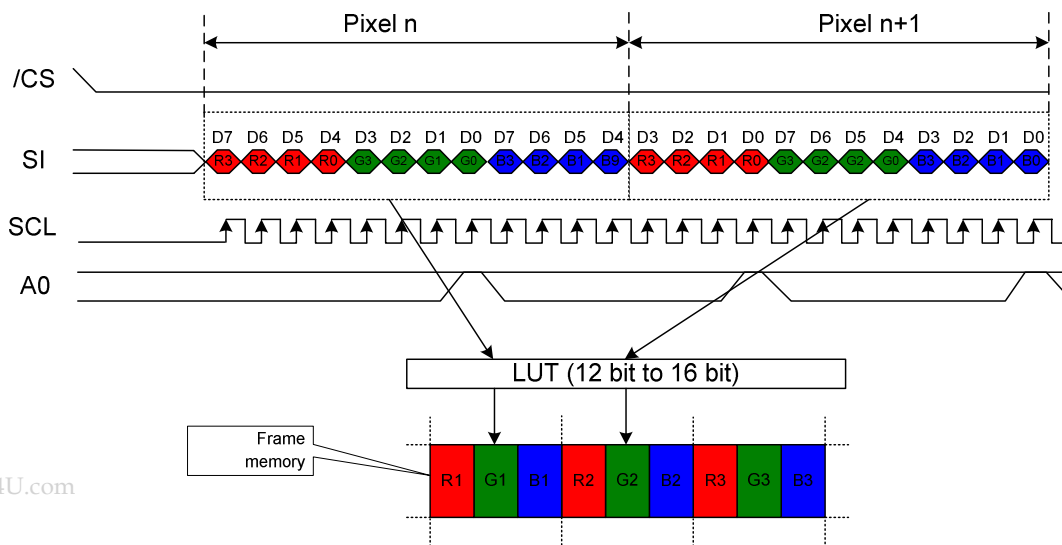 Pixel n Pixel n+1
/CS
D7 D6 D5 D4 D3 D2 D1 D0 D7 D6 D5 D4 D3 D2 D1 D0 D7 D6 D5 D4 D3 D2 D1 D0
SI R3 R2 R1 R0 G3 G2 G1 G0 B3 B2 B1 B9 R3 R2 R1 R0 G3 G2 G2 G0 B3 B2 B1 B0
SCL
A0
LUT (12 bit to 16 bit)
Frame
memory
R1 G1 B1 R2 G2 B2 R3 G3 B3
4U.com